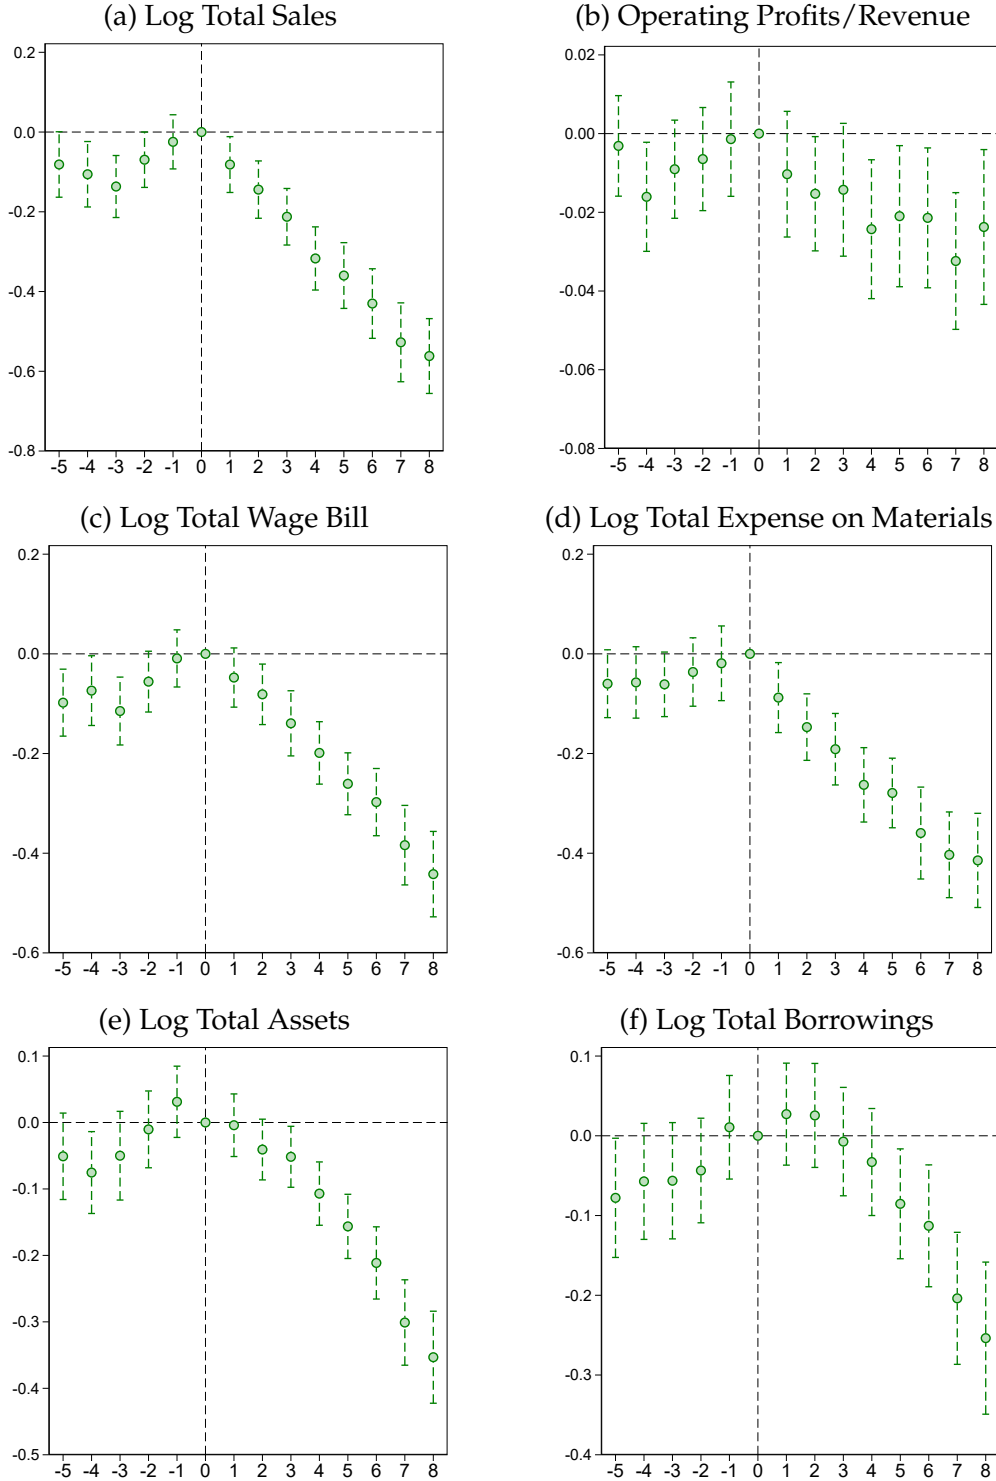 (a) Log Total Sales
0.2
0.0
-0.2
-0.4
-0.6
-0.8
-5 -4 -3 -2 -1 0 1 2 3 4 5 6 7 8
(b) Operating Profits/Revenue
0.02
0.00
-0.02
-0.04
-0.06
-0.08
-5 -4 -3 -2 -1 0 1 2 3 4 5 6 7 8
(c) Log Total Wage Bill
0.2
0.0
-0.2
-0.4
-0.6
-5 -4 -3 -2 -1 0 1 2 3 4 5 6 7 8
(d) Log Total Expense on Materials
0.2
0.0
-0.2
-0.4
-0.6
-5 -4 -3 -2 -1 0 1 2 3 4 5 6 7 8
(e) Log Total Assets
0.1
0.0
-0.1
-0.2
-0.3
-0.4
-0.5
-5 -4 -3 -2 -1 0 1 2 3 4 5 6 7 8
(f) Log Total Borrowings
0.1
0.0
-0.1
-0.2
-0.3
-0.4
-5 -4 -3 -2 -1 0 1 2 3 4 5 6 7 8